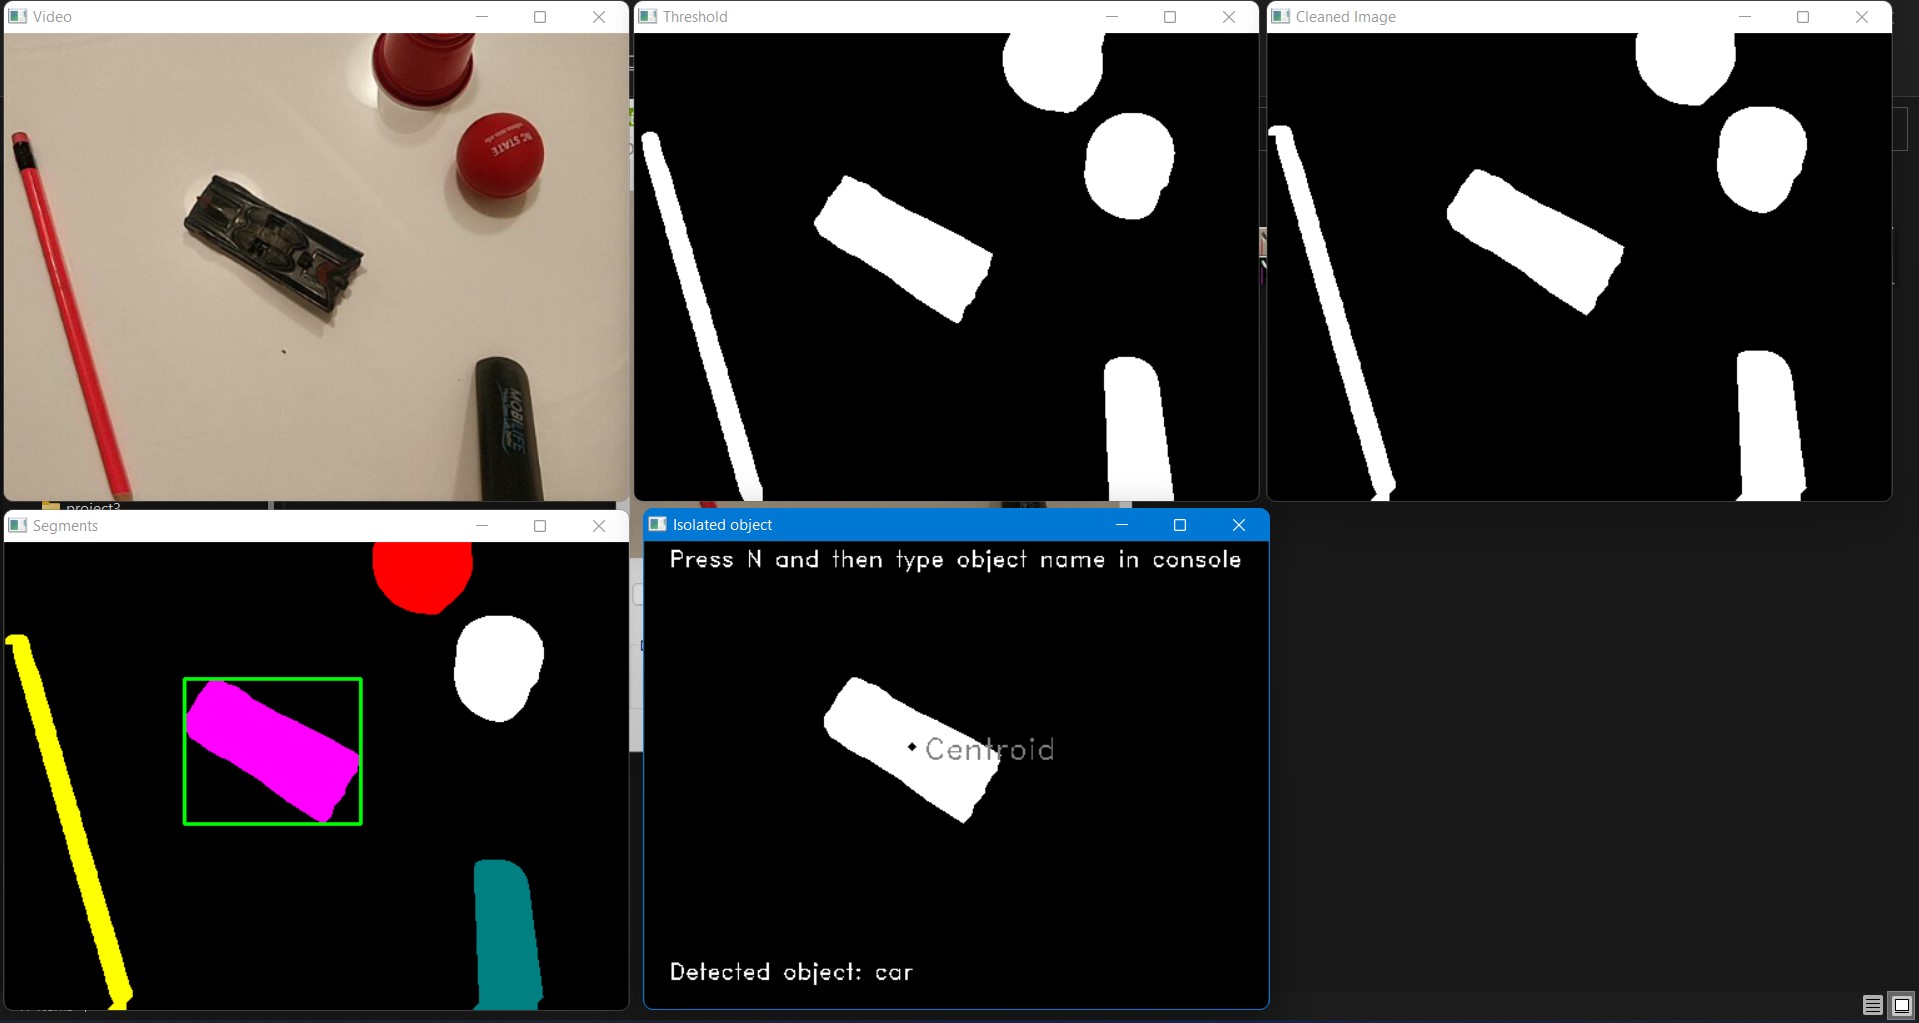 Video
Threshold
Cleaned Image
NC STATE
MOBILIFE
project3
Segments
Isolated object
Press N and then type object name in console
Centroid
Detected object: car